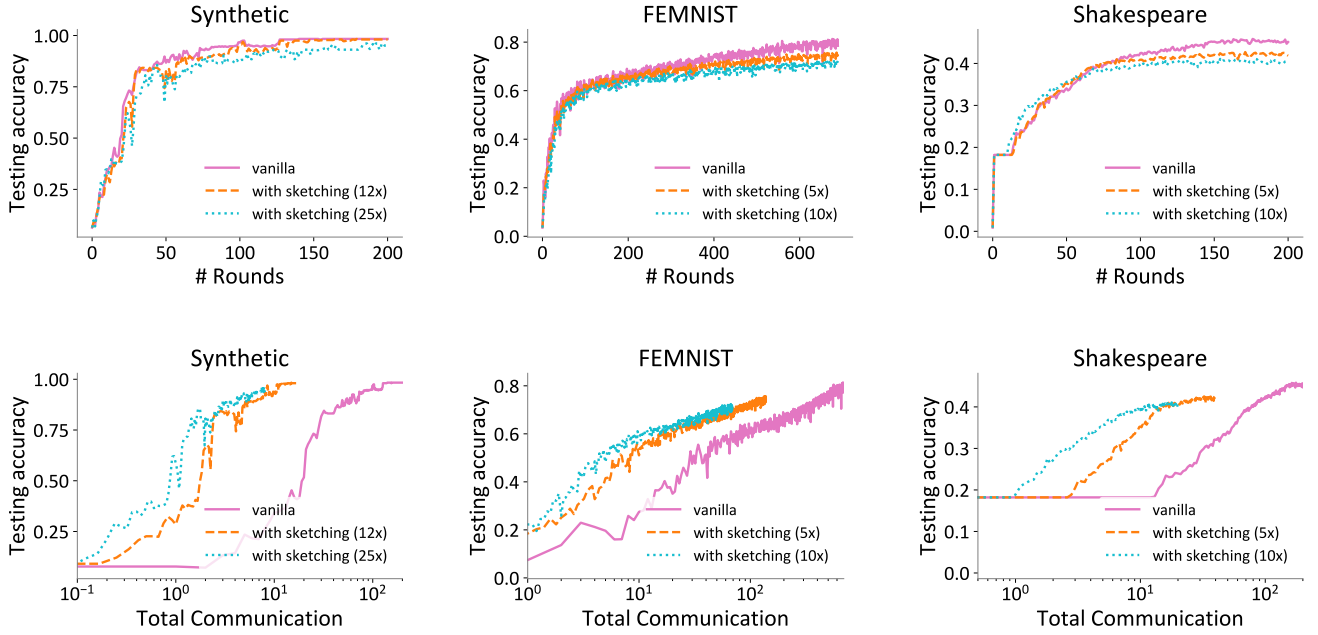 Synthetic
FEMNIST
Shakespeare
Testing accuracy
1.00
0.75
0.50
0.25
vanilla
with sketching (12x)
with sketching (25x)
0 50 100 150 200
# Rounds
Testing accuracy
0.8
0.6
0.4
0.2
0.0
vanilla
with sketching (5x)
with sketching (10x)
0 200 400 600
# Rounds
Testing accuracy
0.4
0.3
0.2
0.1
0.0
vanilla
with sketching (5x)
with sketching (10x)
0 50 100 150 200
# Rounds
Synthetic
FEMNIST
Shakespeare
Testing accuracy
1.00
0.75
0.50
0.25
vanilla
with sketching (12x)
with sketching (25x)
10⁻¹ 10⁰ 10¹ 10²
Total Communication
Testing accuracy
0.8
0.6
0.4
0.2
0.0
vanilla
with sketching (5x)
with sketching (10x)
10⁰ 10¹ 10²
Total Communication
Testing accuracy
0.4
0.3
0.2
0.1
0.0
vanilla
with sketching (5x)
with sketching (10x)
10⁰ 10¹ 10²
Total Communication